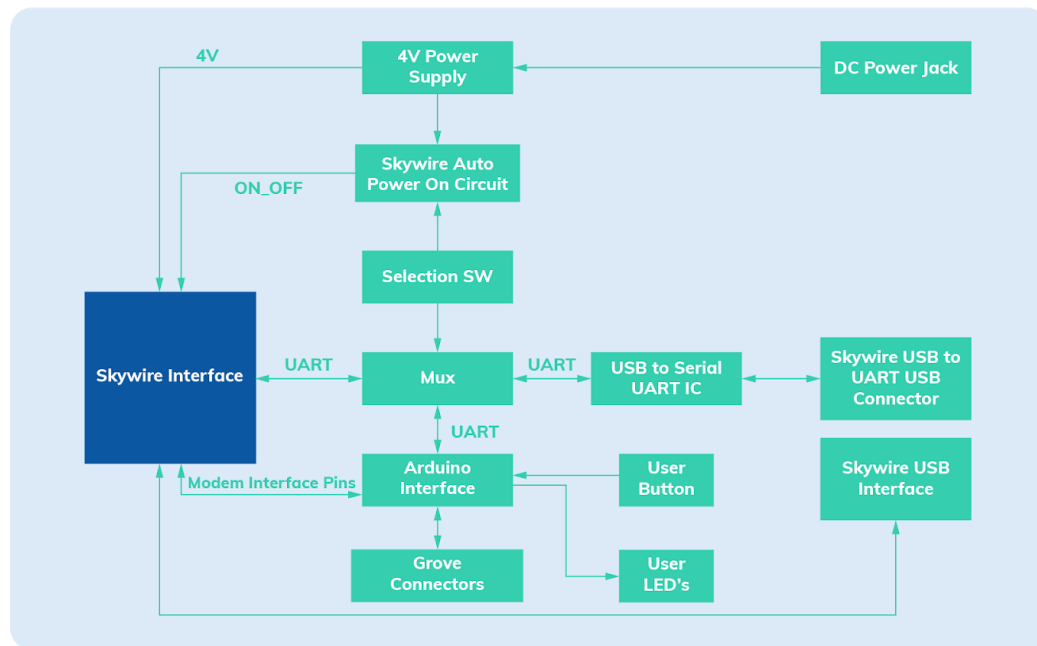 4V
4V Power
Supply
DC Power Jack
Skywire Auto
Power On Circuit
ON_OFF
Selection SW
Skywire Interface
UART
Mux
UART
USB to Serial
UART IC
Skywire USB to
UART USB
Connector
UART
Arduino
Interface
User
Button
Skywire USB
Interface
Modem Interface Pins
Grove
Connectors
User
LED's